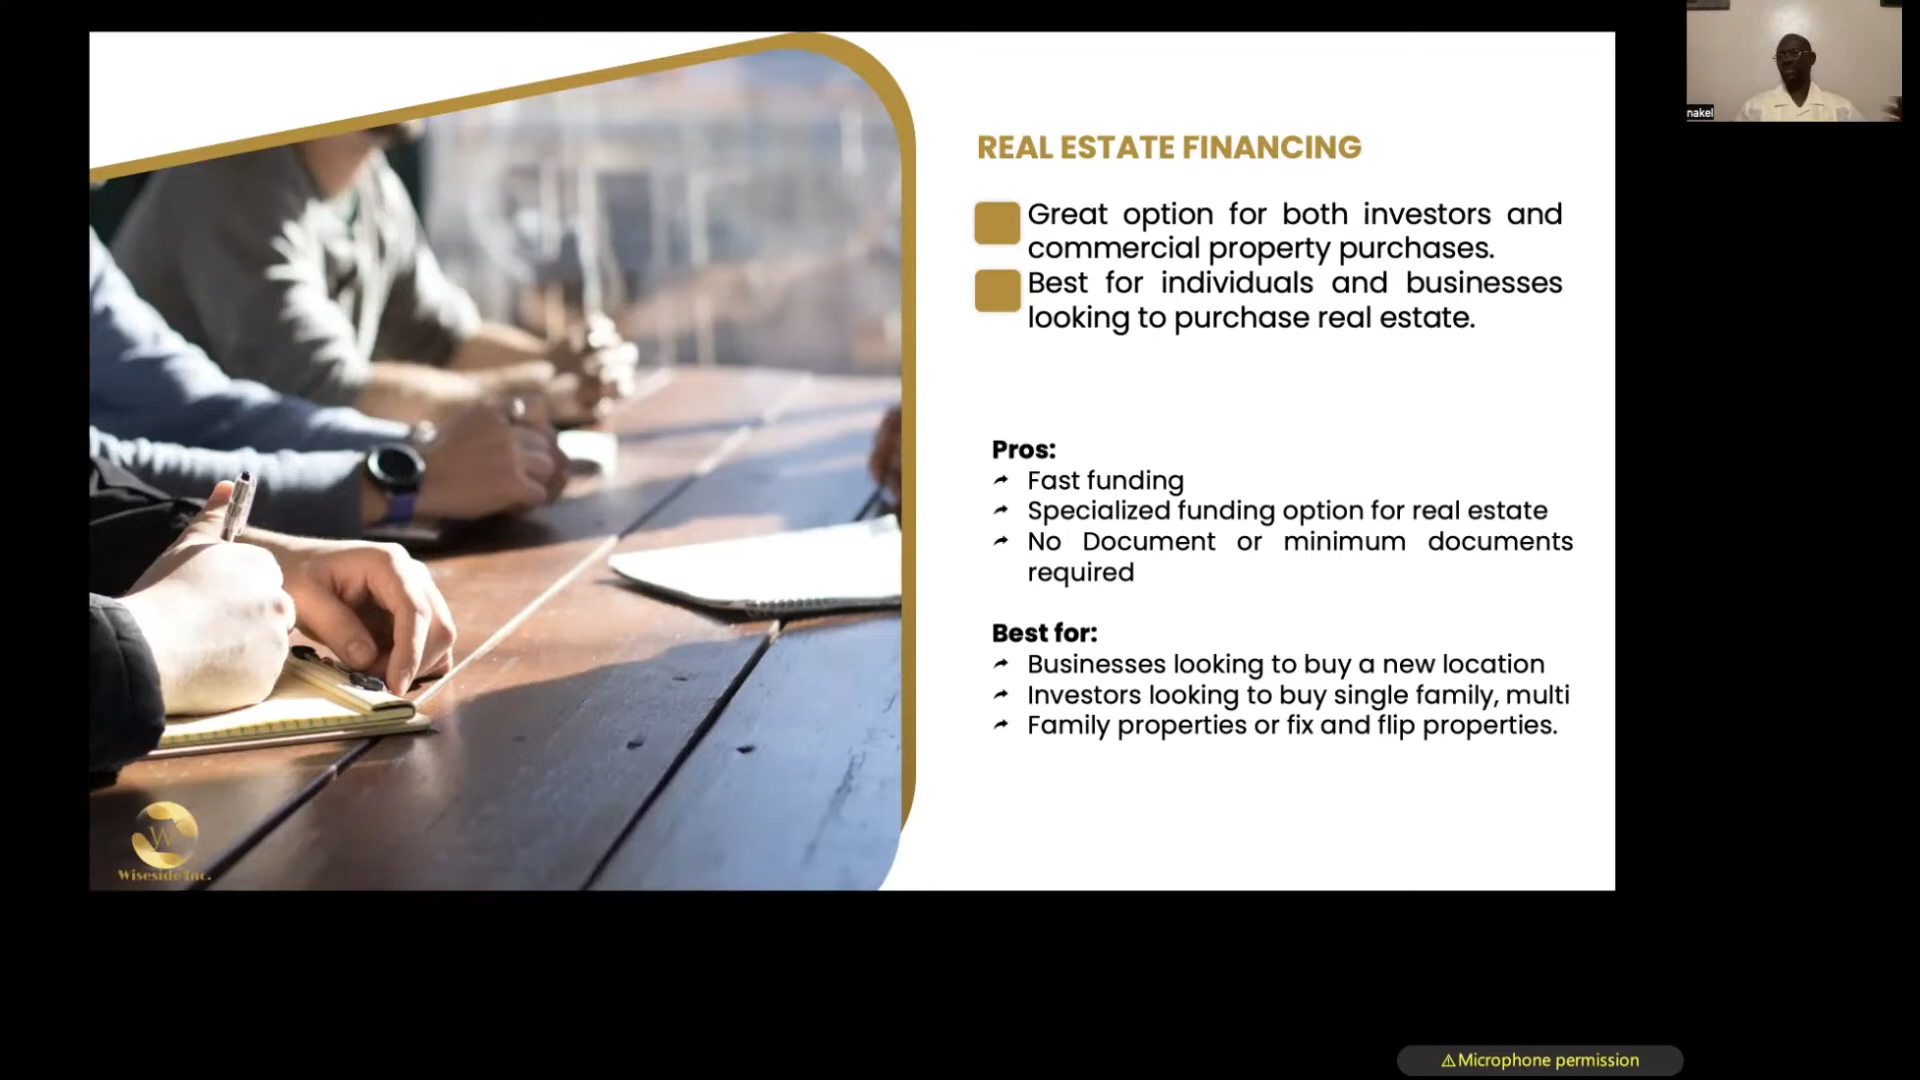 nakel
REAL ESTATE FINANCING
Great option for both investors and
commercial property purchases.
Best for individuals and businesses
looking to purchase real estate.
Pros:
Fast funding
Specialized funding option for real estate
No Document or minimum documents
required
Best for:
Businesses looking to buy a new location
Investors looking to buy single family, multi
Family properties or fix and flip properties.
W
Wiseside Inc.
⚠Microphone permission